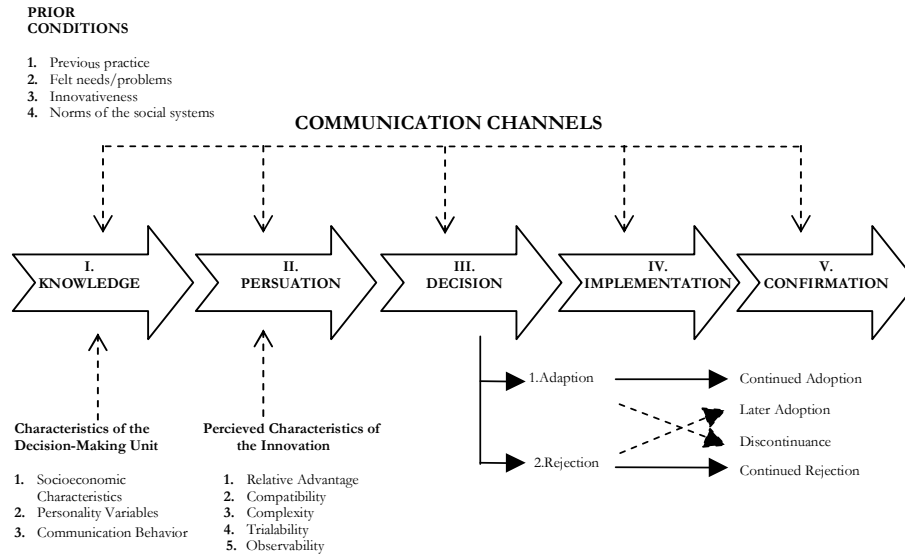 PRIOR
CONDITIONS
1. Previous practice
2. Felt needs/problems
3. Innovativeness
4. Norms of the social systems
COMMUNICATION CHANNELS
I.
KNOWLEDGE
II.
PERSUATION
III.
DECISION
IV.
IMPLEMENTATION
V.
CONFIRMATION
1.Adaption
Continued Adoption
Later Adoption
Discontinuance
2.Rejection
Continued Rejection
Characteristics of the
Decision-Making Unit
1. Socioeconomic
Characteristics
2. Personality Variables
3. Communication Behavior
Percieved Characteristics of
the Innovation
1. Relative Advantage
2. Compatibility
3. Complexity
4. Trialability
5. Observability